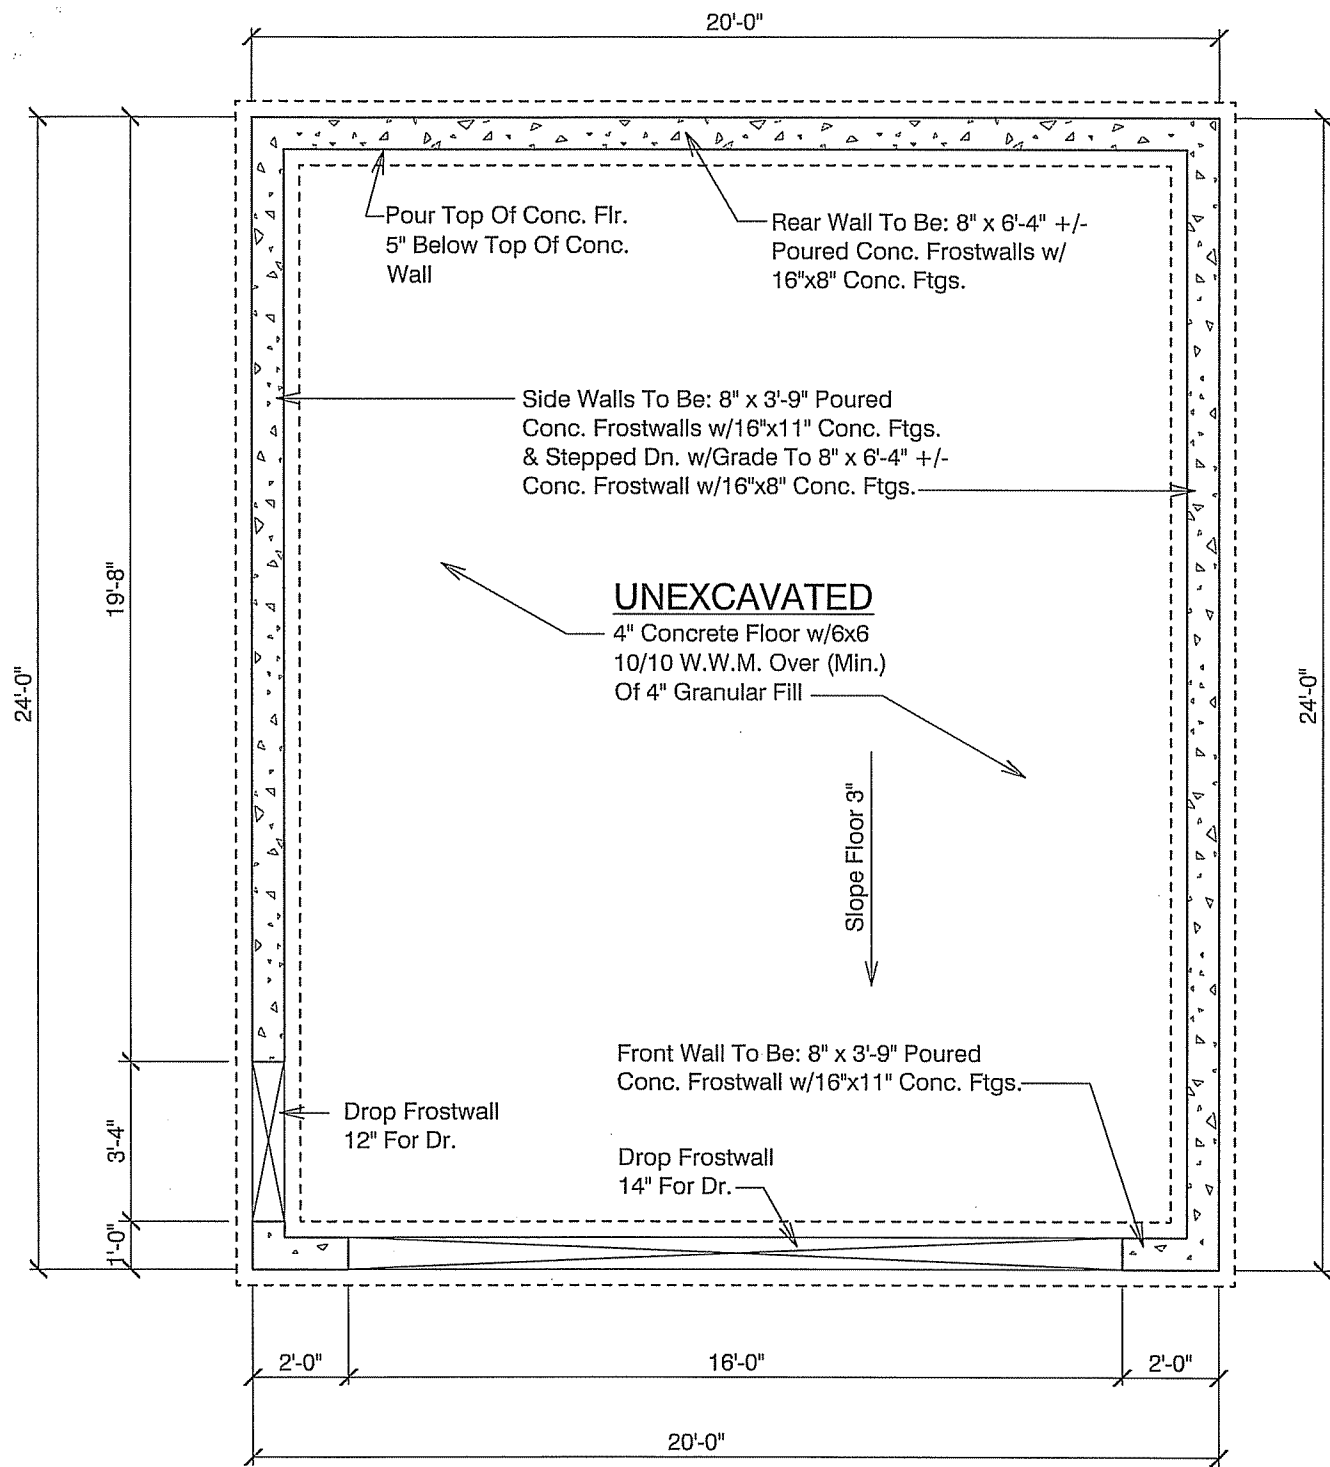 20'-0"
Pour Top Of Conc. Flr.
5" Below Top Of Conc.
Wall
Rear Wall To Be: 8" x 6'-4" +/-
Poured Conc. Frostwalls w/
16"x8" Conc. Ftgs.
Side Walls To Be: 8" x 3'-9" Poured
Conc. Frostwalls w/16"x11" Conc. Ftgs.
& Stepped Dn. w/Grade To 8" x 6'-4" +/-
Conc. Frostwall w/16"x8" Conc. Ftgs.
24'-0"
19'-8"
UNEXCAVATED
4" Concrete Floor w/6x6
10/10 W.W.M. Over (Min.)
Of 4" Granular Fill
24'-0"
Slope Floor 3"
Front Wall To Be: 8" x 3'-9" Poured
Conc. Frostwall w/16"x11" Conc. Ftgs.
3'-4"
Drop Frostwall
12" For Dr.
Drop Frostwall
14" For Dr.
1'-0"
2'-0"
16'-0"
2'-0"
20'-0"